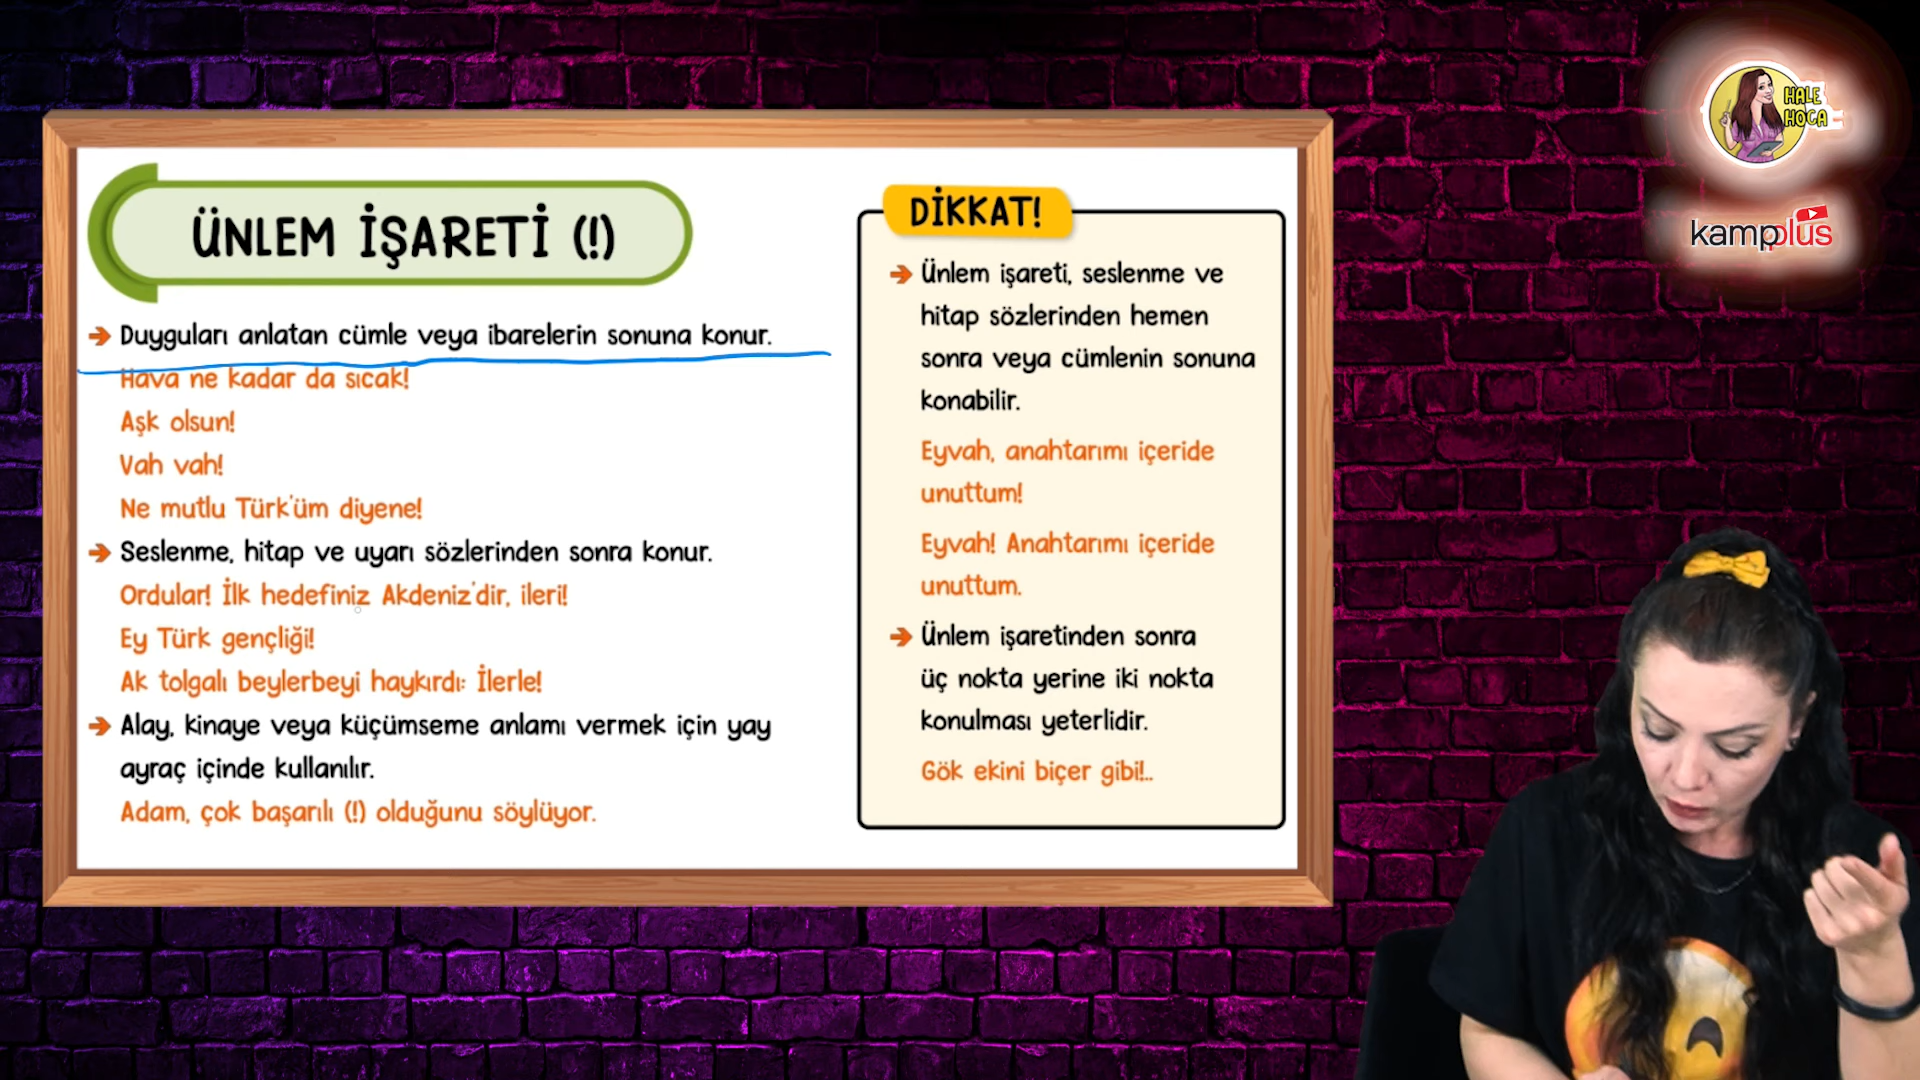 ÜNLEM İŞARETİ (!)
Duyguları anlatan cümle veya ibarelerin sonuna konur.
Hava ne kadar da sıcak!
Aşk olsun!
Vah vah!
Ne mutlu Türk'üm diyene!
Seslenme, hitap ve uyarı sözlerinden sonra konur.
Ordular! İlk hedefiniz Akdeniz'dir, ileri!
Ey Türk gençliği!
Ak tolgalı beylerbeyi haykırdı: İlerle!
Alay, kinaye veya küçümseme anlamı vermek için yay
ayraç içinde kullanılır.
Adam, çok başarılı (!) olduğunu söylüyor.
DİKKAT!
Ünlem işareti, seslenme ve
hitap sözlerinden hemen
sonra veya cümlenin sonuna
konabilir.
Eyvah, anahtarımı içeride
unuttum!
Eyvah! Anahtarımı içeride
unuttum.
Ünlem işaretinden sonra
üç nokta yerine iki nokta
konulması yeterlidir.
Gök ekini biçer gibi!..
HALE
HOCA
kampplus